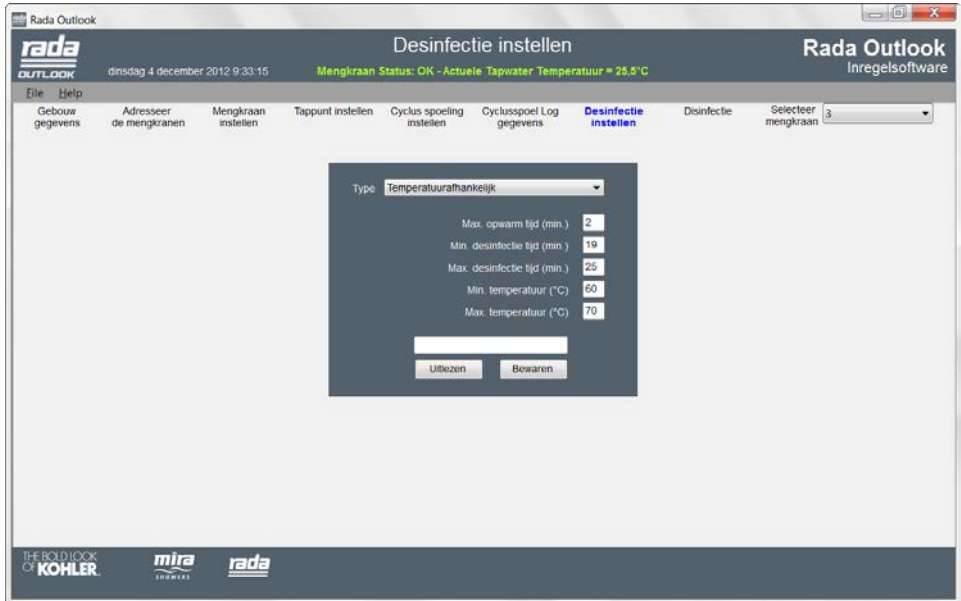 Rada Outlook
rada
OUTLOOK
Desinfectie instellen
Rada Outlook
Inregelsoftware
dinsdag 4 december 2012 9:33:15
Mengkraan Status: OK - Actuele Tapwater Temperatuur = 25,5°C
File Help
Gebouw gegevens
Adresseer de mengkranen
Mengkraan instellen
Tappunt instellen
Cyclus spoeling instellen
Cyclusspoel Log gegevens
Desinfectie instellen
Disinfectie
Selecteer mengkraan 3
Type Temperatuurafhankelijk
Max. opwarm tijd (min.) 2
Min. desinfectie tijd (min.) 19
Max. desinfectie tijd (min.) 25
Min. temperatuur (°C) 60
Max. temperatuur (°C) 70
Uitlezen Bewaren
THE BOLD LOOK
OF KOHLER.
mira
SHOWERS
rada